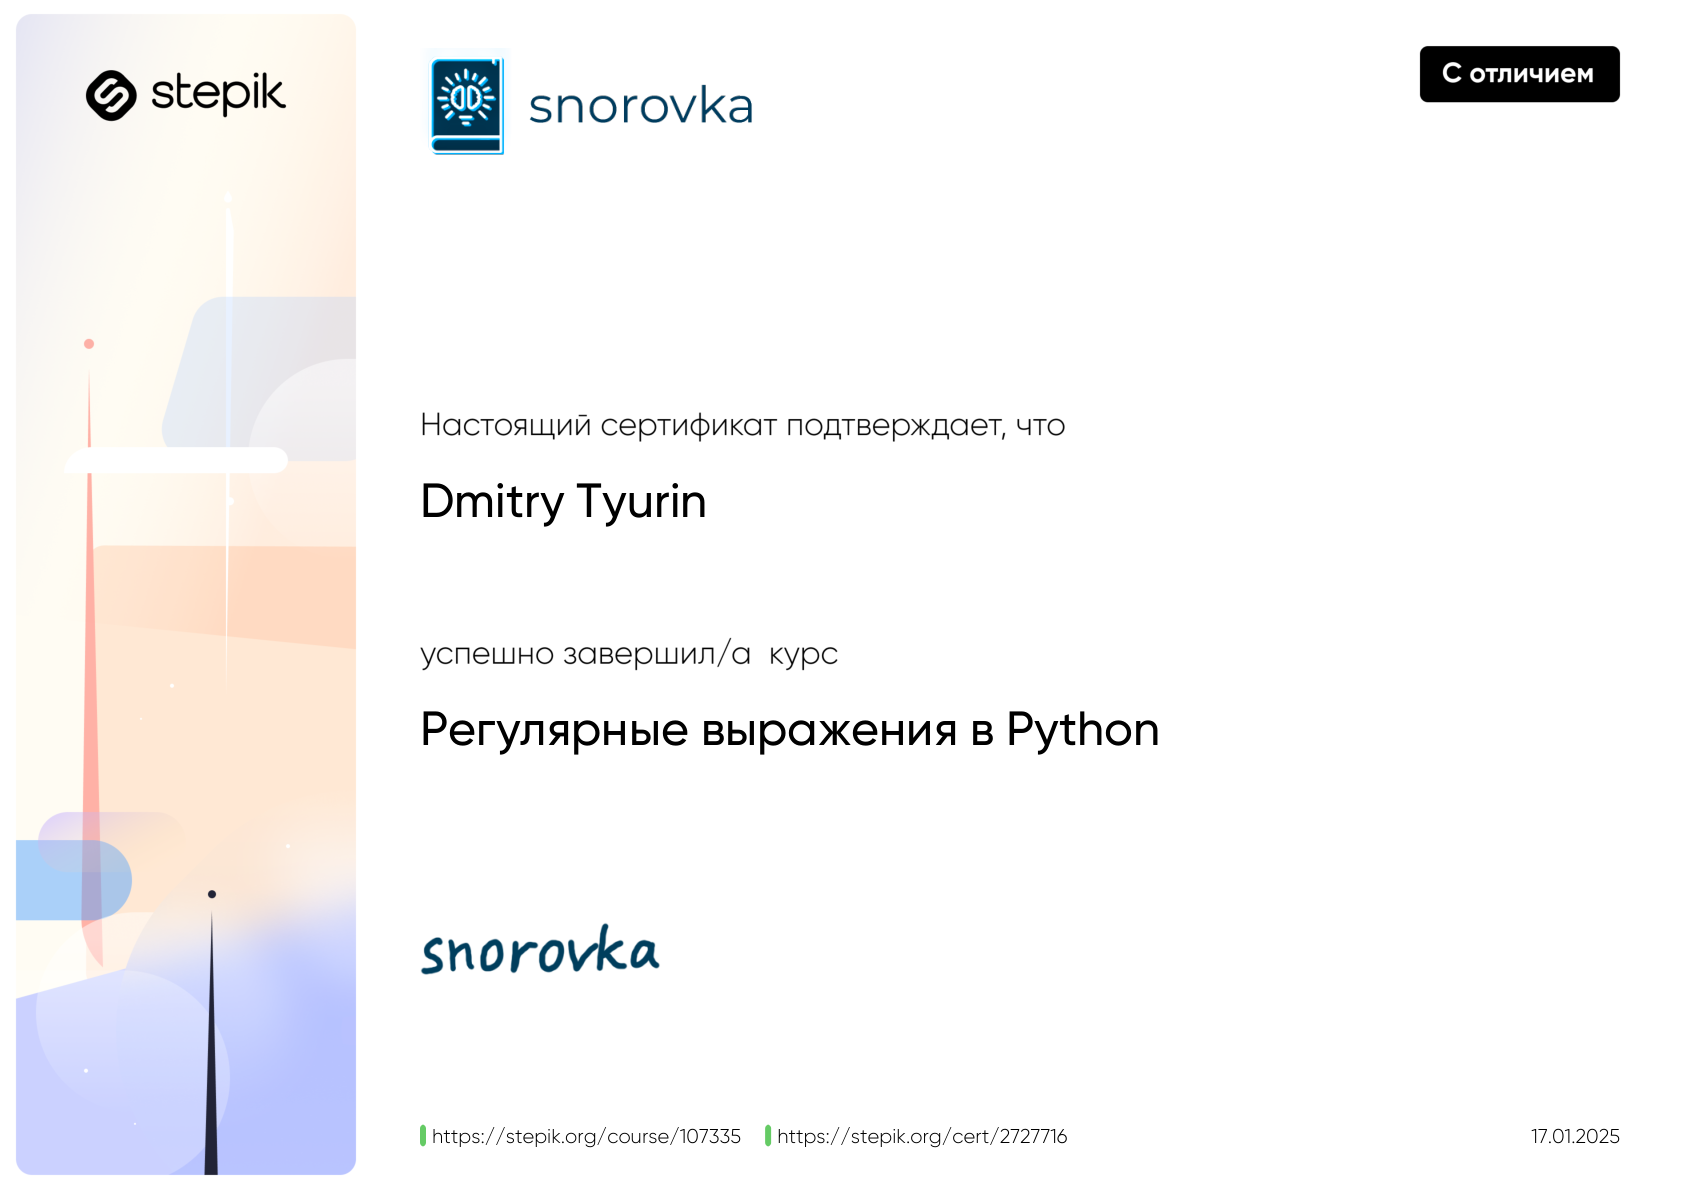 stepik
snorovka
С отличием
Настоящий сертификат подтверждает, что
Dmitry Tyurin
успешно завершил/а курс
Регулярные выражения в Python
snorovka
https://stepik.org/course/107335 https://stepik.org/cert/2727716 17.01.2025